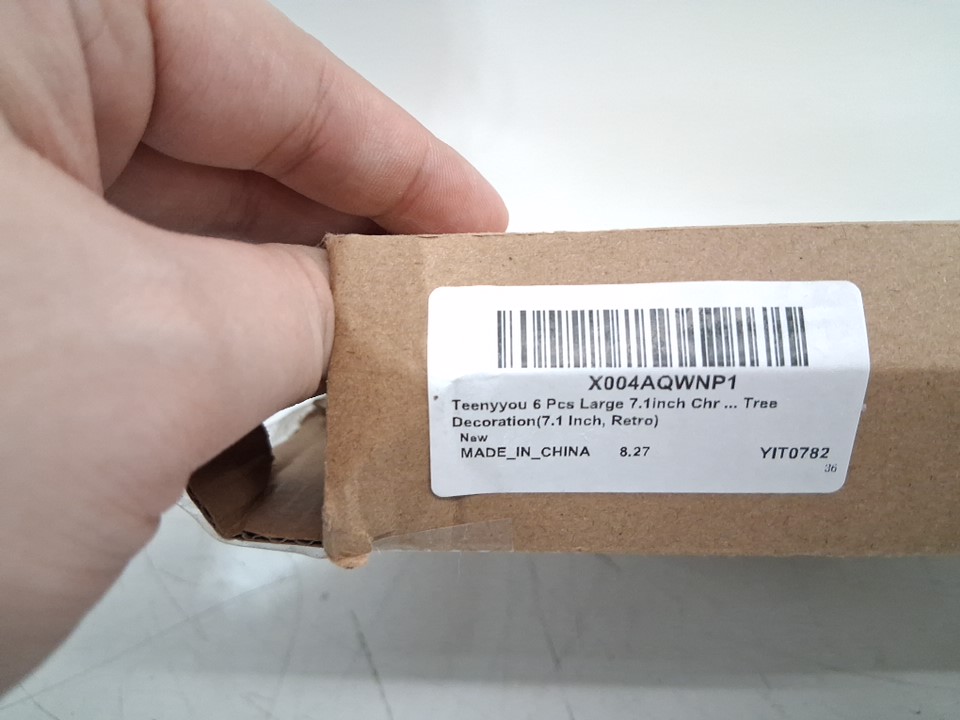 X004AQWNP1
Teenyyou 6 Pcs Large 7.1inch Chr ... Tree
Decoration(7.1 Inch, Retro)
New
MADE_IN_CHINA 8.27 YIT0782
36